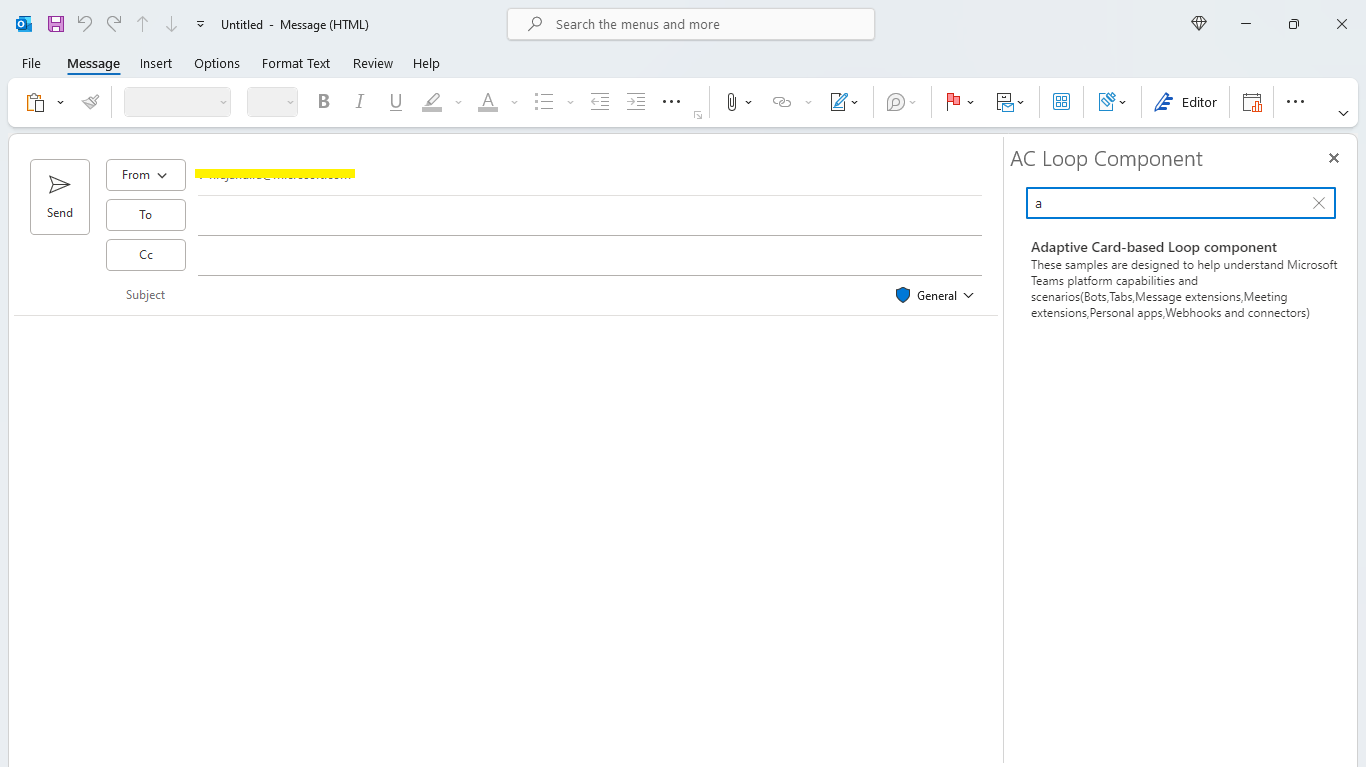 Untitled - Message (HTML)
Search the menus and more
File Message Insert Options Format Text Review Help
B I U A Editor
AC Loop Component
Send
From
To
Cc
Subject
General
a
Adaptive Card-based Loop component
These samples are designed to help understand Microsoft
Teams platform capabilities and
scenarios(Bots,Tabs,Message extensions,Meeting
extensions,Personal apps,Webhooks and connectors)